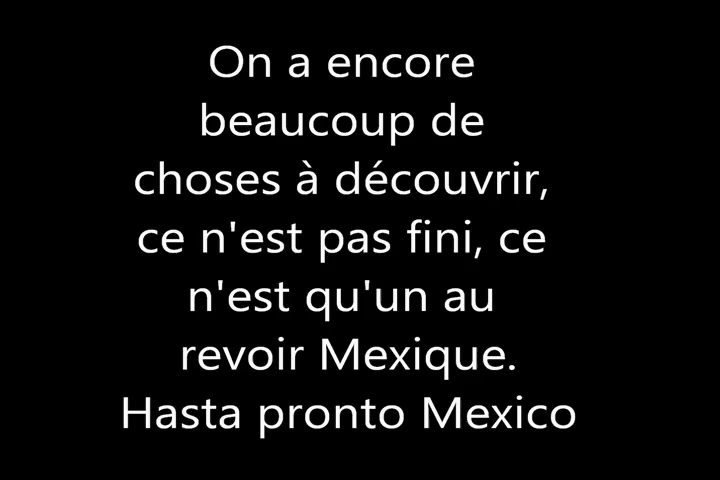 On a encore
beaucoup de
choses à découvrir,
ce n'est pas fini, ce
n'est qu'un au
revoir Mexique.
Hasta pronto Mexico